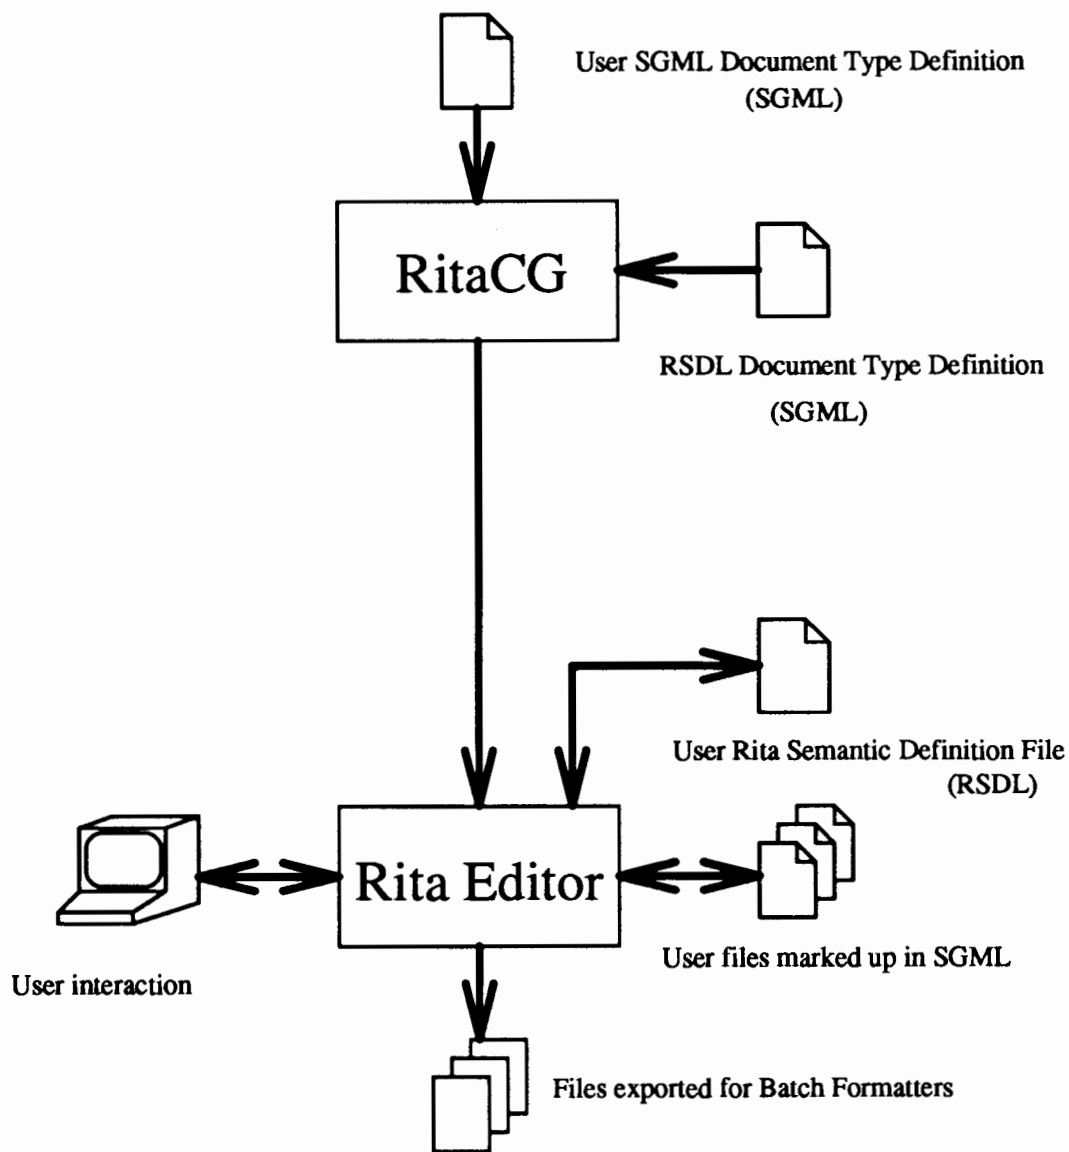 User SGML Document Type Definition
(SGML)
RitaCG
RSDL Document Type Definition
(SGML)
User Rita Semantic Definition File
(RSDL)
Rita Editor
User files marked up in SGML
User interaction
Files exported for Batch Formatters